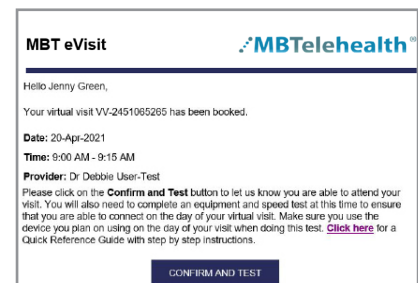 MBT eVisit
MBTelehealth®
Hello Jenny Green,
Your virtual visit VV-2451065265 has been booked.
Date: 20-Apr-2021
Time: 9:00 AM - 9:15 AM
Provider: Dr Debbie User-Test
Please click on the Confirm and Test button to let us know you are able to attend your
visit. You will also need to complete an equipment and speed test at this time to ensure
that you are able to connect on the day of your virtual visit. Make sure you use the
device you plan on using on the day of your visit when doing this test. Click here for a
Quick Reference Guide with step by step instructions.
CONFIRM AND TEST